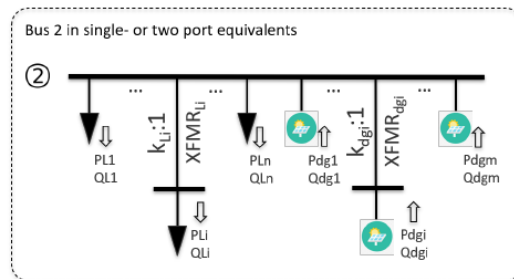 Bus 2 in single- or two port equivalents
②
... ... ... ...
PL1
QL1
kLi:1
XFMRLi
PLi
QLi
PLn
QLn
Pdg1
Qdg1
kdgi:1
XFMRdgi
Pdgi
Qdgi
Pdgm
Qdgm